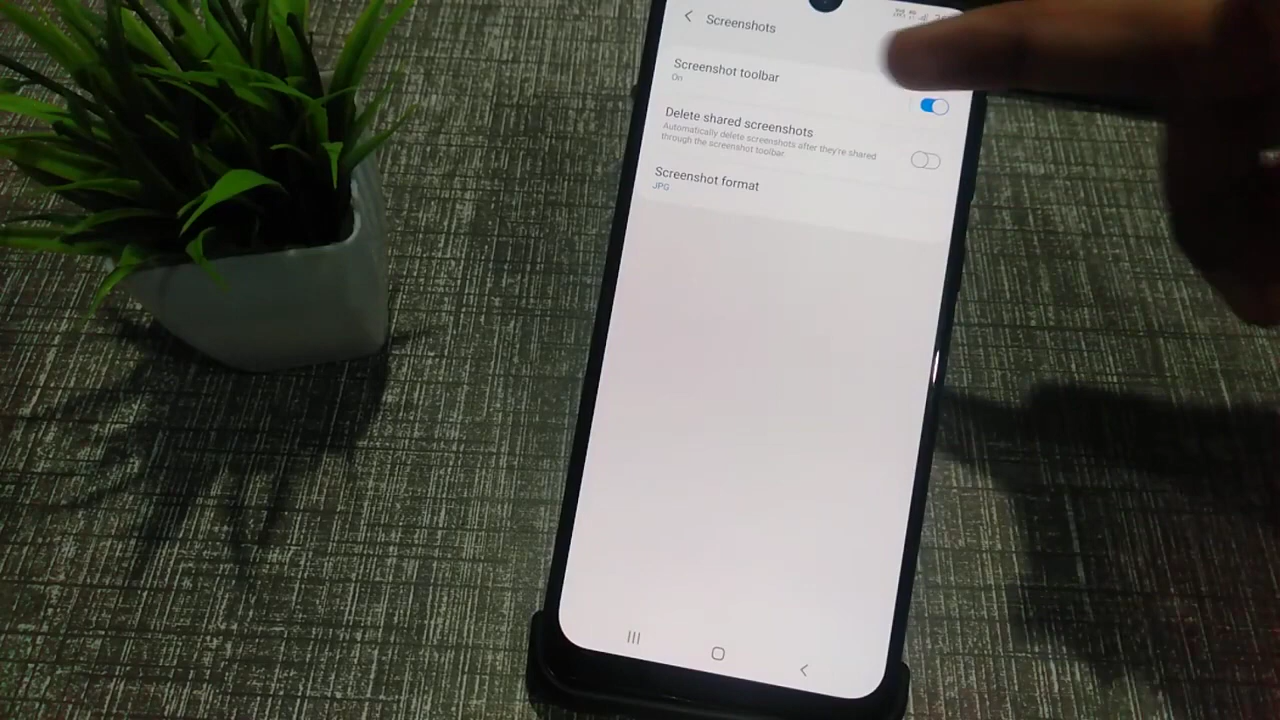 Screenshots
Screenshot toolbar
On
Delete shared screenshots
Automatically delete screenshots after they're shared
through the screenshot toolbar
Screenshot format
JPG